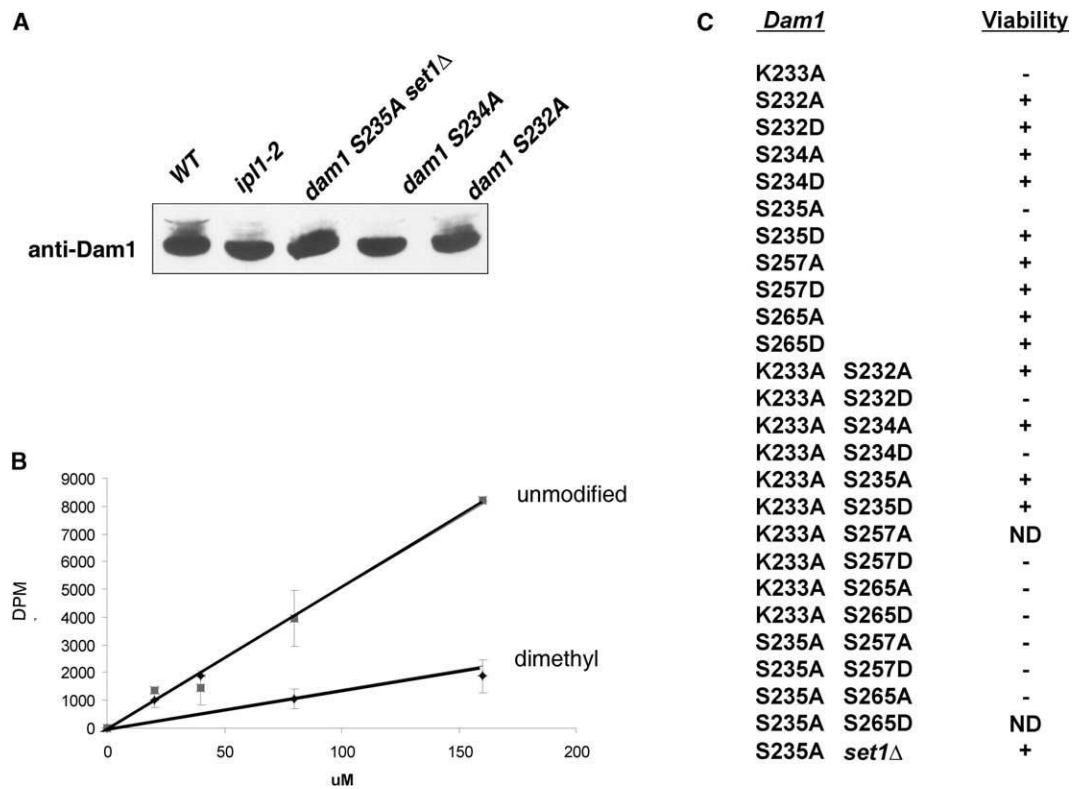 A
WT
ipl1-2
dam1 S235A set1Δ
dam1 S234A
dam1 S232A
anti-Dam1
B
9000
8000
7000
6000
5000
4000
3000
2000
1000
0
DPM
unmodified
dimethyl
0 50 100 150 200
uM
C
Dam1 Viability
K233A -
S232A +
S232D +
S234A +
S234D +
S235A -
S235D +
S257A +
S257D +
S265A +
S265D +
K233A S232A +
K233A S232D -
K233A S234A +
K233A S234D -
K233A S235A +
K233A S235D +
K233A S257A ND
K233A S257D -
K233A S265A -
K233A S265D -
S235A S257A -
S235A S257D -
S235A S265A -
S235A S265D ND
S235A set1Δ +